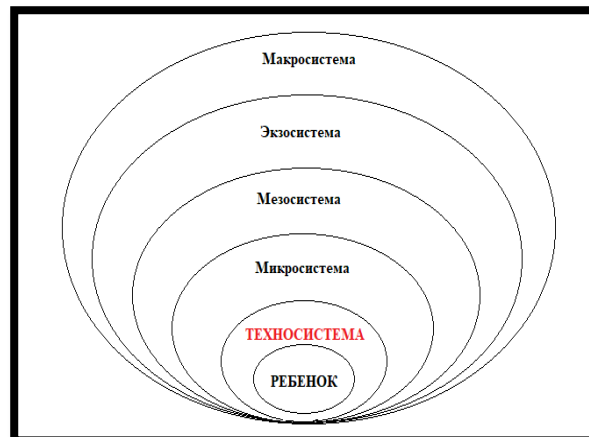 Макросистема
Экзосистема
Мезосистема
Микросистема
ТЕХНОСИСТЕМА
РЕБЕНОК